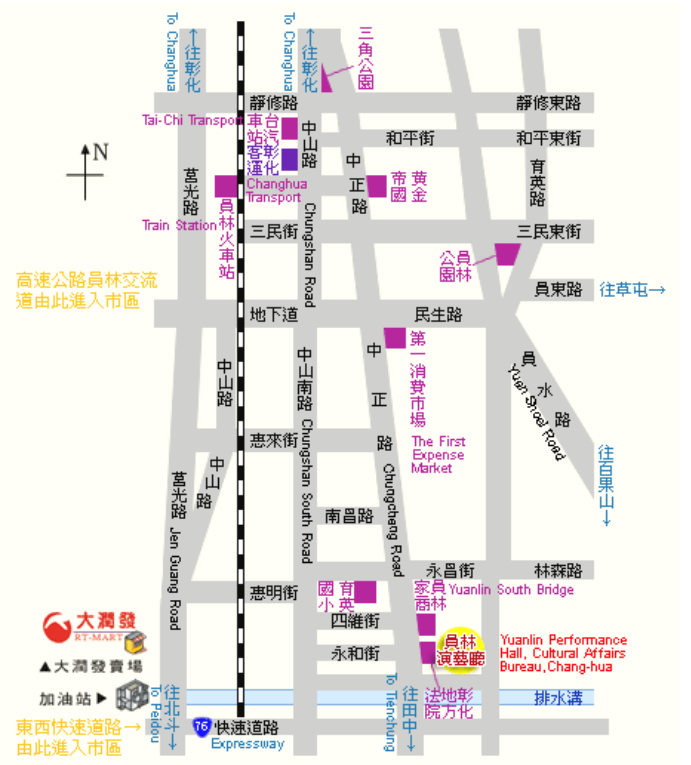 To Changhua
←往彰化
To Changhua
←往彰化
三角公園
靜修路
靜修東路
Tai-Chi Transport
台汽車站
中山路
和平街
和平東街
N
彰化客運
Changhua
Transport
中正路
帝國
黃金
育英路
莒光路
員林火車站
Train Station
Chungshan Road
三民街
三民東街
員林公園
高速公路員林交流
道由此進入市區
員東路
往草屯→
地下道
民生路
中山路
中山南路
中正路
第一消費市場
The First
Expense
Market
員水路
Yuan Shoei Road
惠來街
Chungshan South Road
Chungcheng Road
往百果山→
中山路
莒光路
Jen Guang Road
南昌路
永昌街
林森路
惠明街
育英國小
員林家商
Yuanlin South Bridge
四維街
永和街
大潤發
RT-MART
▲大潤發賣場
加油站▶
員林
演藝廳
Yuanlin Performance
Hall, Cultural Affairs
Bureau,Chang-hua
To Peidou
往北斗→
To Tienchung
往田中→
彰化地方法院
排水溝
東西快速道路→
由此進入市區
76
快速道路
Expressway